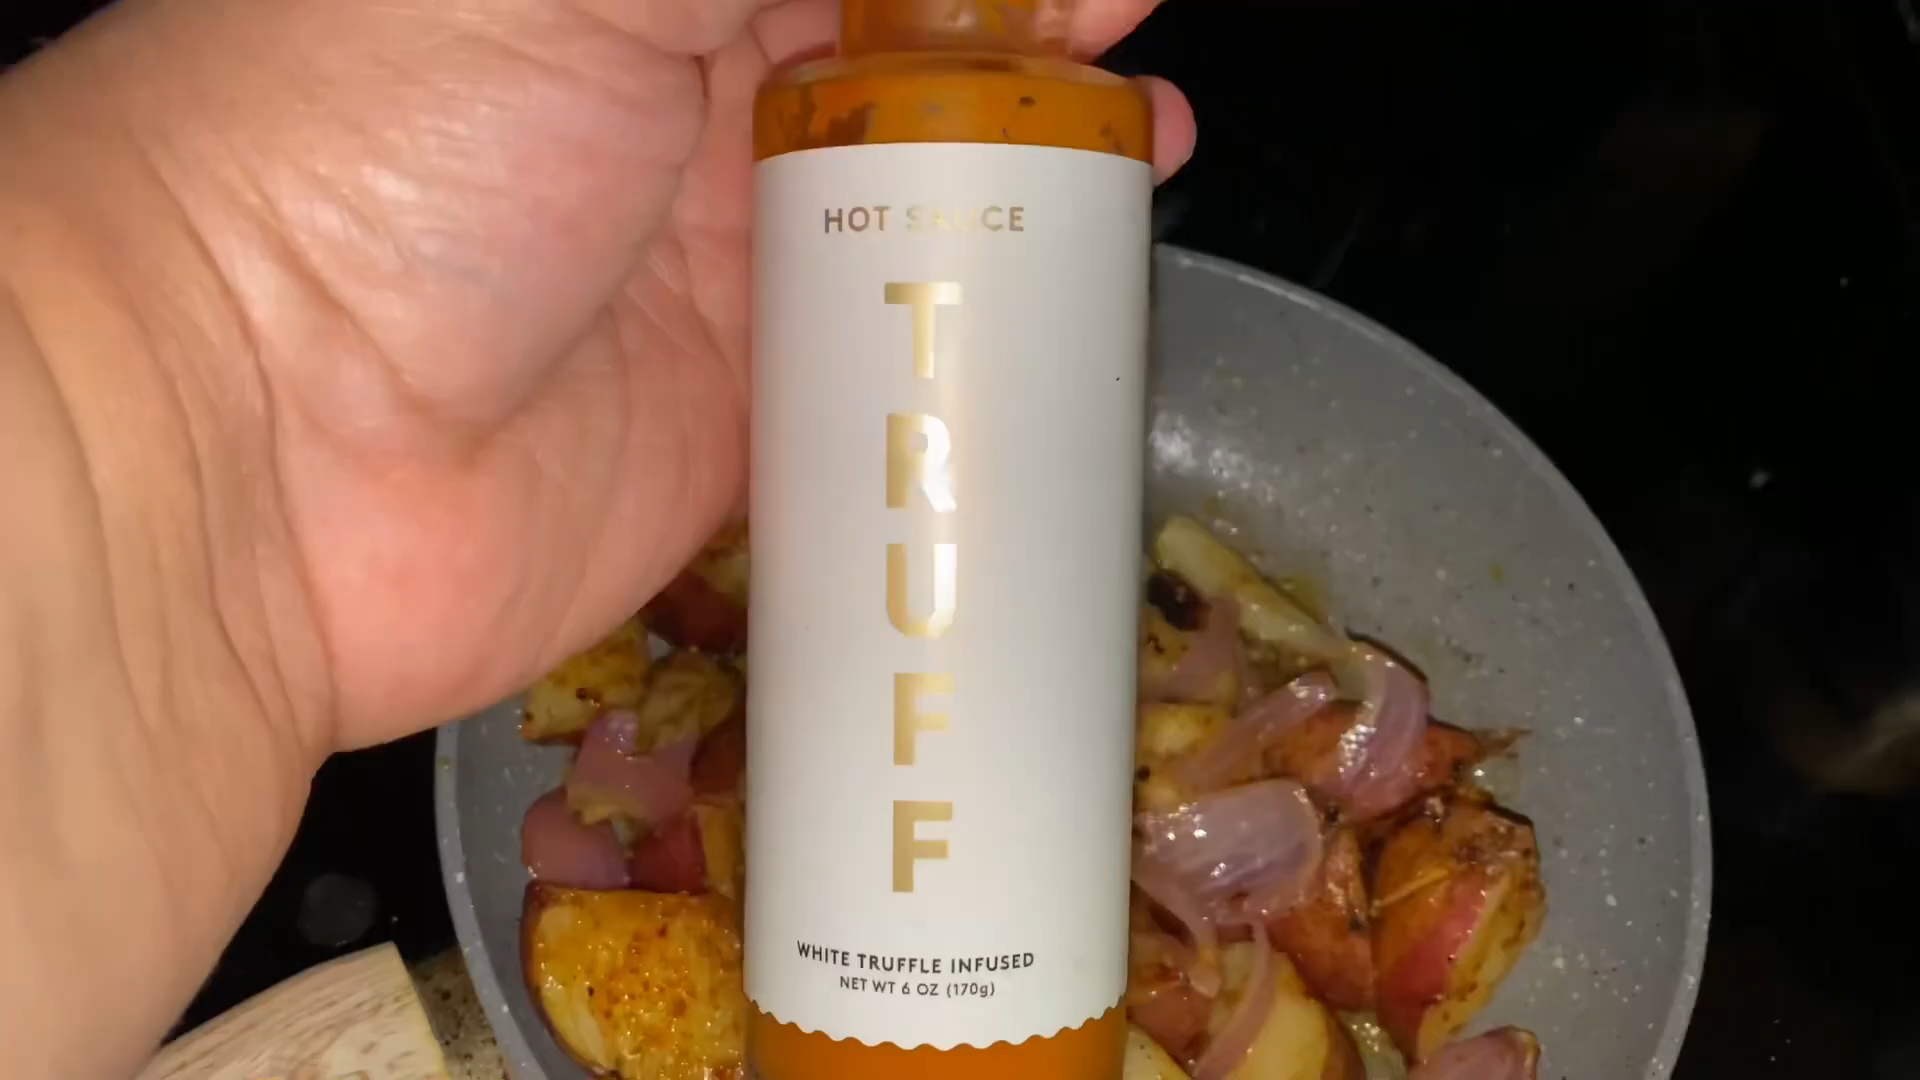 HOT SAUCE
TRUFF
WHITE TRUFFLE INFUSED
NET WT 6 OZ (170g)